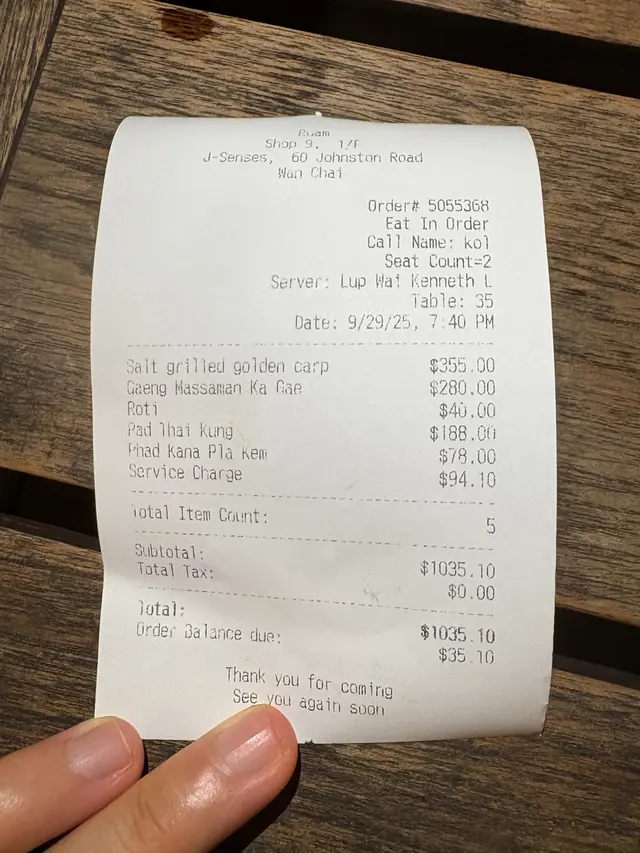 Ruam
Shop 9, 1/F
J-Senses, 60 Johnston Road
Wan Chai
Order# 5055368
Eat In Order
Call Name: kol
Seat Count=2
Server: Lup Wai Kenneth L
Table: 35
Date: 9/29/25, 7:40 PM
Salt grilled golden carp $355.00
Gaeng Massaman Ka Gae $280.00
Roti $40.00
Pad Thai Kung $188.00
Phad Kana Pla Kem $78.00
Service Charge $94.10
Total Item Count: 5
Subtotal: $1035.10
Total Tax: $0.00
Total: $1035.10
Order Balance due: $35.10
Thank you for coming
See you again soon